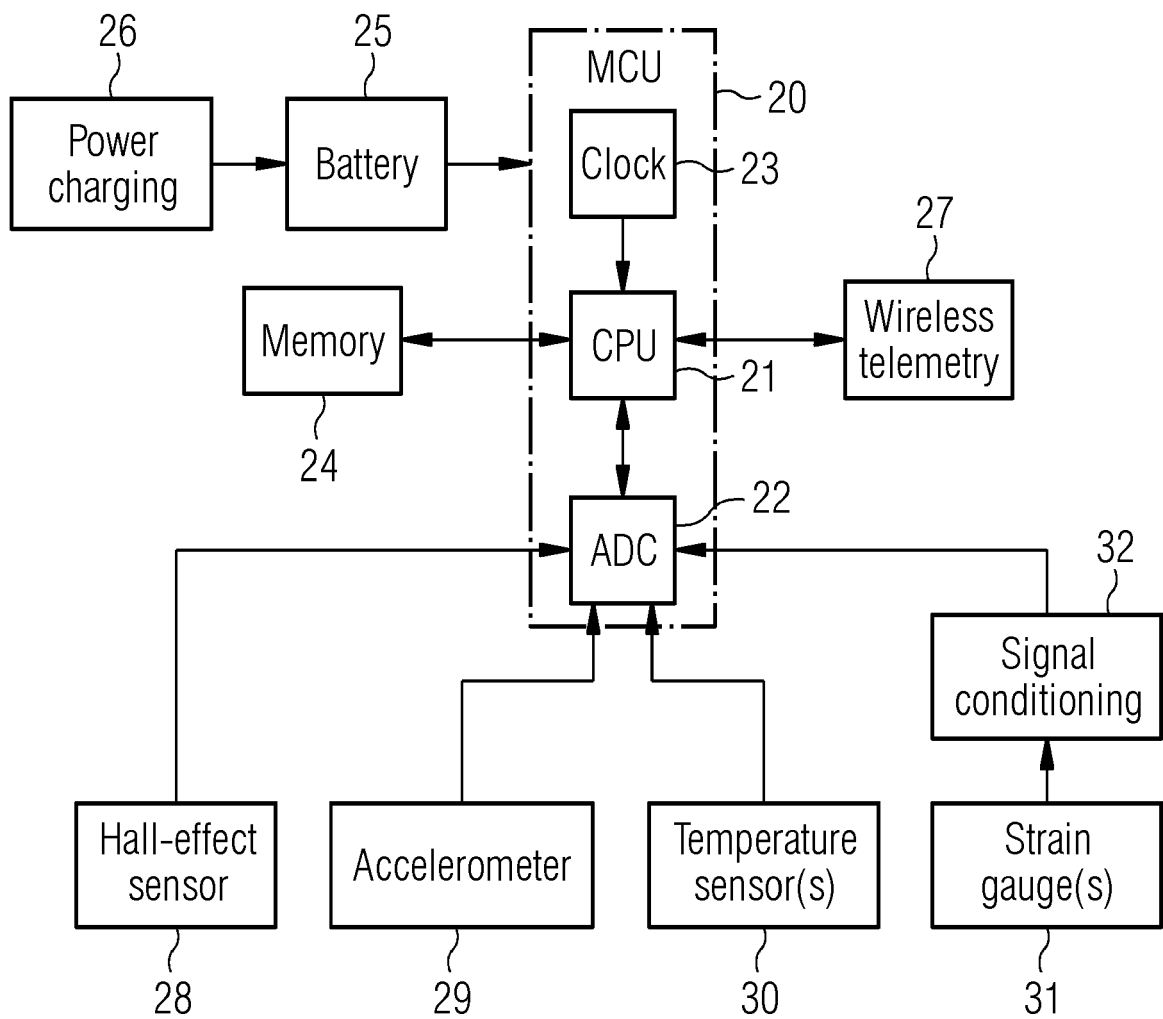 26
25
MCU
20
Power
charging
Battery
Clock
23
27
Memory
CPU
Wireless
telemetry
21
24
22
ADC
32
Signal
conditioning
Hall-effect
sensor
Accelerometer
Temperature
sensor(s)
Strain
gauge(s)
28
29
30
31